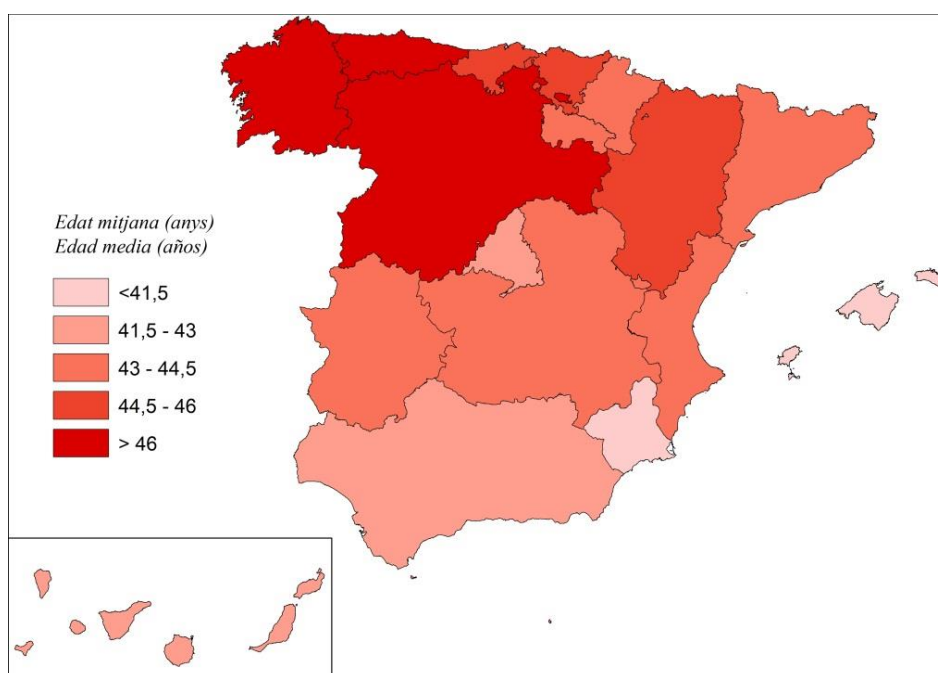 Edat mitjana (anys)
Edad media (años)
<41,5
41,5 - 43
43 - 44,5
44,5 - 46
> 46